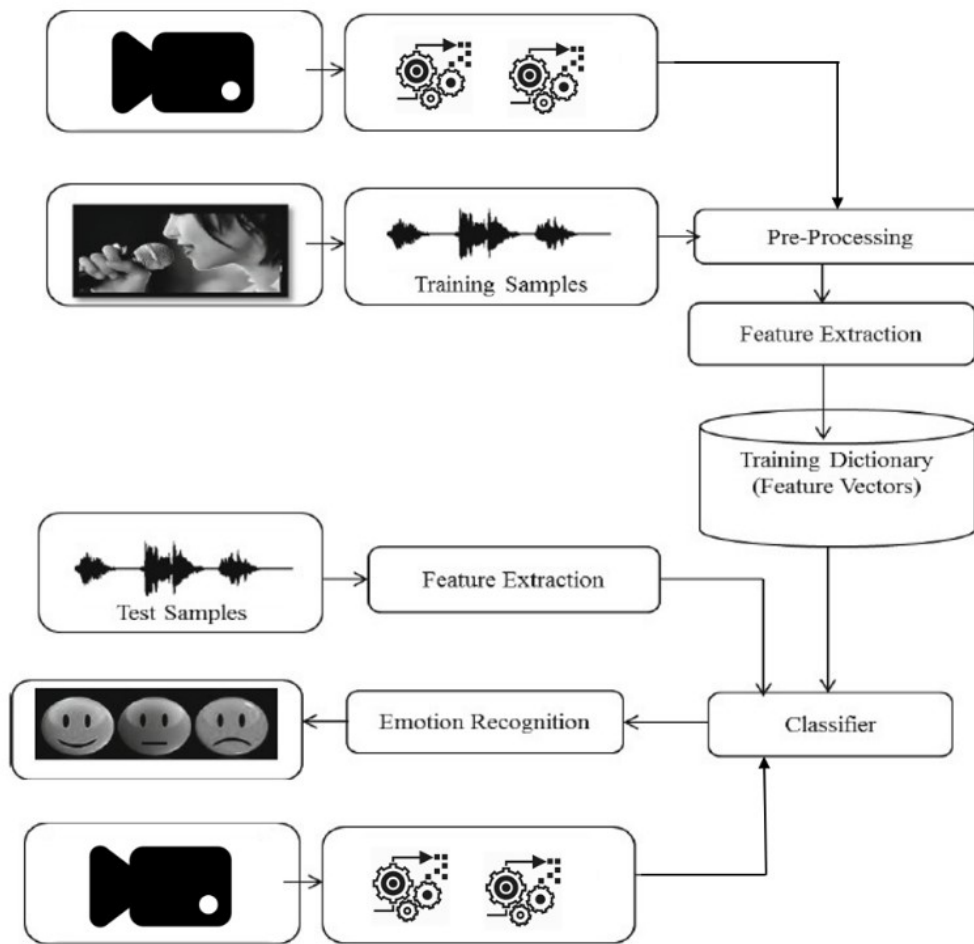 Pre-Processing
Training Samples
Feature Extraction
Training Dictionary
(Feature Vectors)
Feature Extraction
Test Samples
Emotion Recognition
Classifier